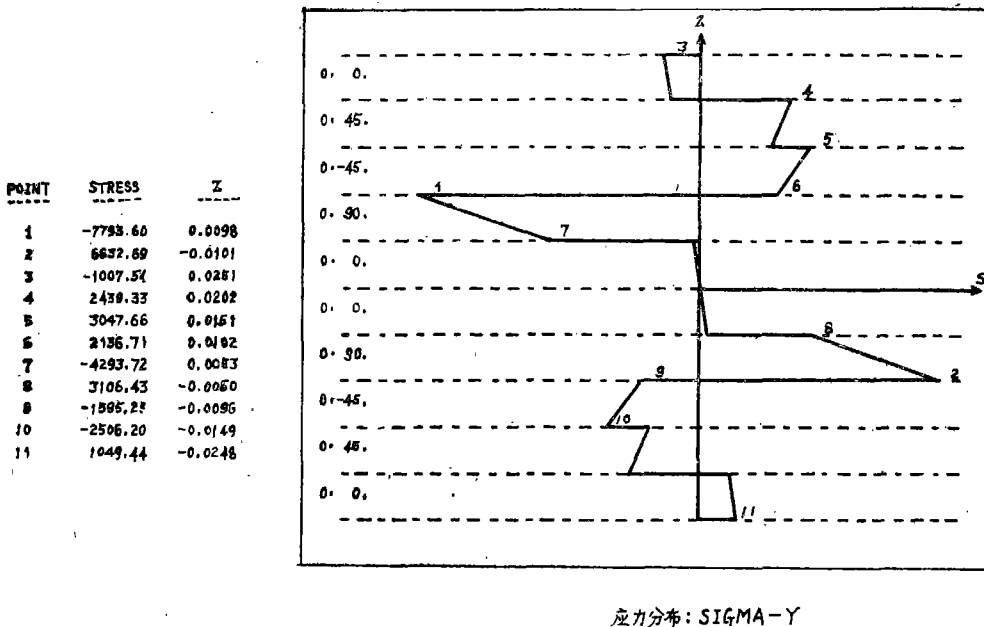 POINT STRESS Z
1 -7793.60 0.0098
2 6632.69 -0.0101
3 -1007.54 0.0251
4 2439.33 0.0202
5 3047.66 0.0151
6 2136.71 0.0102
7 -4293.72 0.0053
8 3106.43 -0.0050
9 -1595.25 -0.0096
10 -2506.20 -0.0149
11 1049.44 -0.0248
Z
3
0. 0.
4
0. 45.
5
0.-45.
1
6
0. 90.
7
0. 0.
S
0. 0.
8
0. 90.
9
2
0.-45.
10
0. 45.
0. 0.
11
应力分布: SIGMA-Y